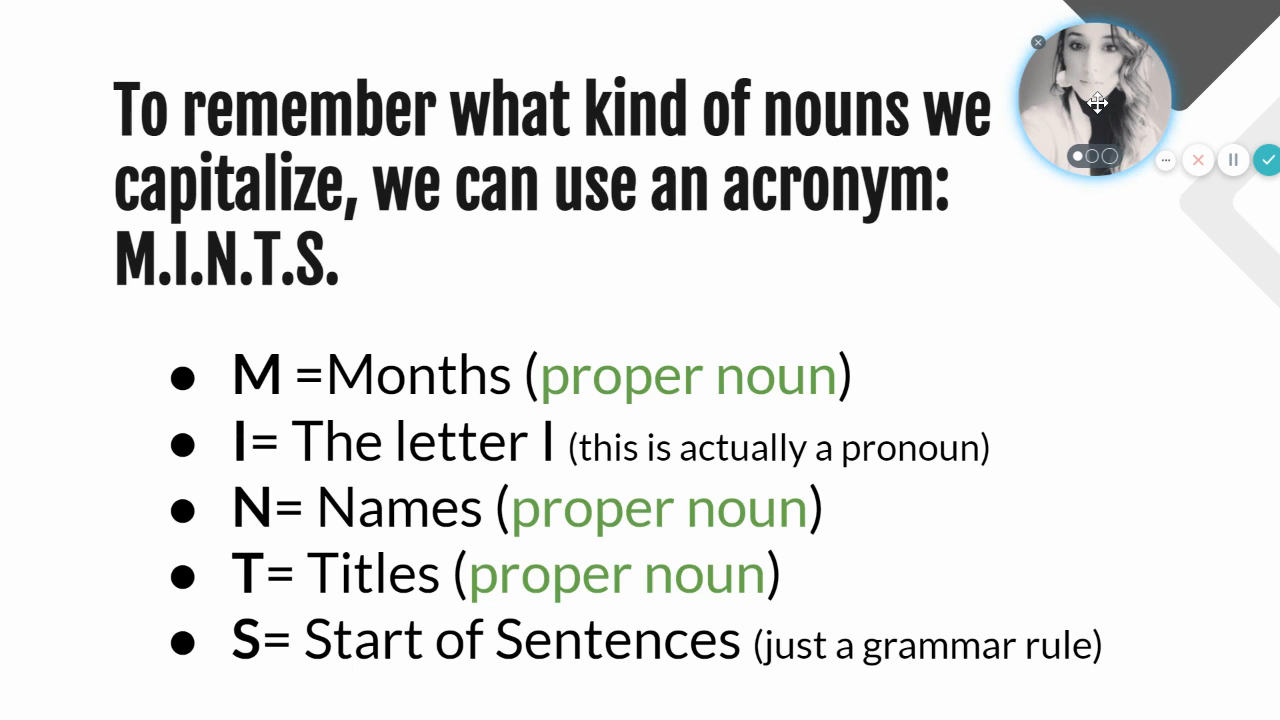 To remember what kind of nouns we
capitalize, we can use an acronym:
M.I.N.T.S.
● M =Months (proper noun)
● I= The letter I (this is actually a pronoun)
● N= Names (proper noun)
● T= Titles (proper noun)
● S= Start of Sentences (just a grammar rule)